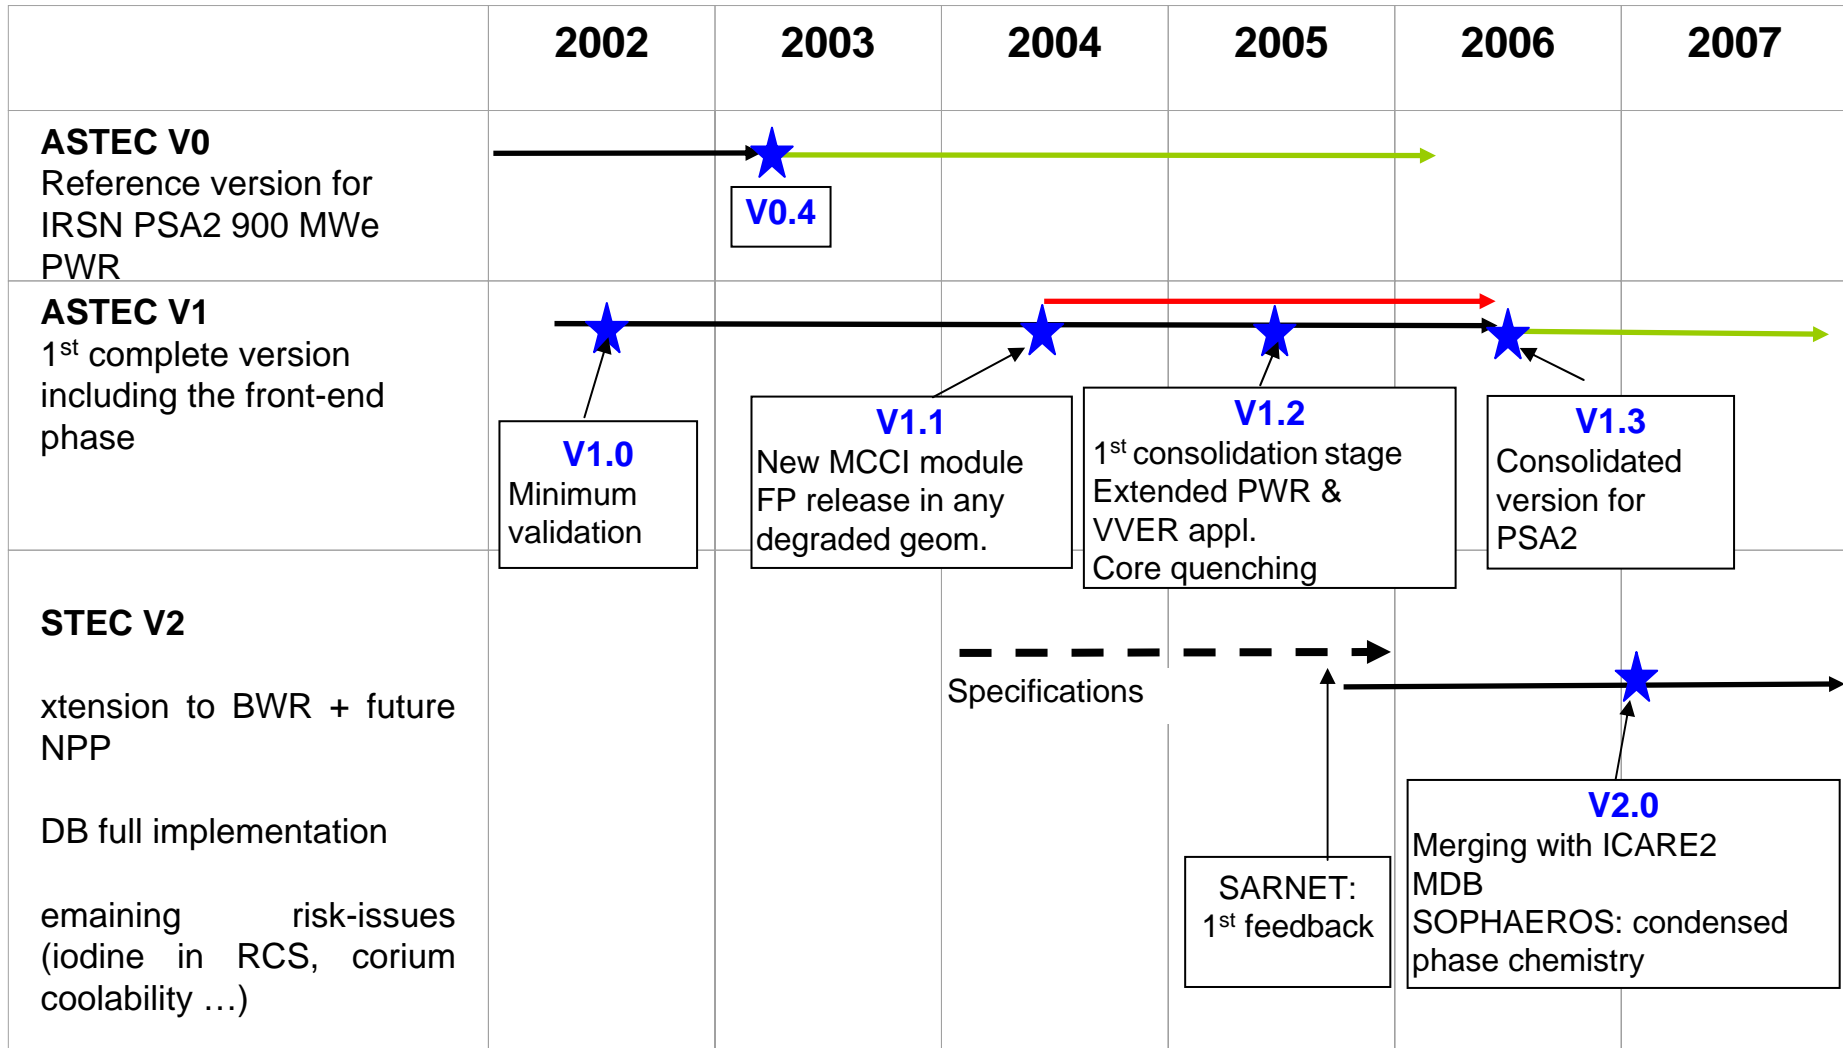 2002 2003 2004 2005 2006 2007
ASTEC V0
Reference version for
IRSN PSA2 900 MWe
PWR
V0.4
ASTEC V1
1st complete version
including the front-end
phase
V1.0
Minimum
validation
V1.1
New MCCI module
FP release in any
degraded geom.
V1.2
1st consolidation stage
Extended PWR &
VVER appl.
Core quenching
V1.3
Consolidated
version for
PSA2
STEC V2
xtension to BWR + future
NPP
DB full implementation
emaining risk-issues
(iodine in RCS, corium
coolability …)
Specifications
SARNET:
1st feedback
V2.0
Merging with ICARE2
MDB
SOPHAEROS: condensed
phase chemistry